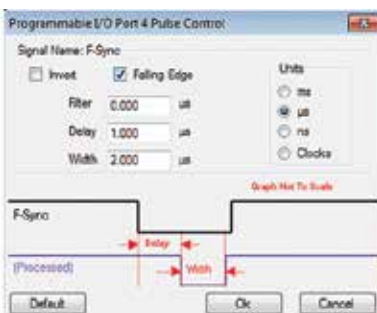 Programmable I/O Port 4 Pulse Control
Signal Name: F-Sync
Invert
Falling Edge
Units
Filter 0.000 µs
Delay 1.000 µs
Width 2.000 µs
ms
µs
ns
Clocks
Graph Not To Scale
F-Sync
Delay
(Processed)
Width
Default
Ok
Cancel